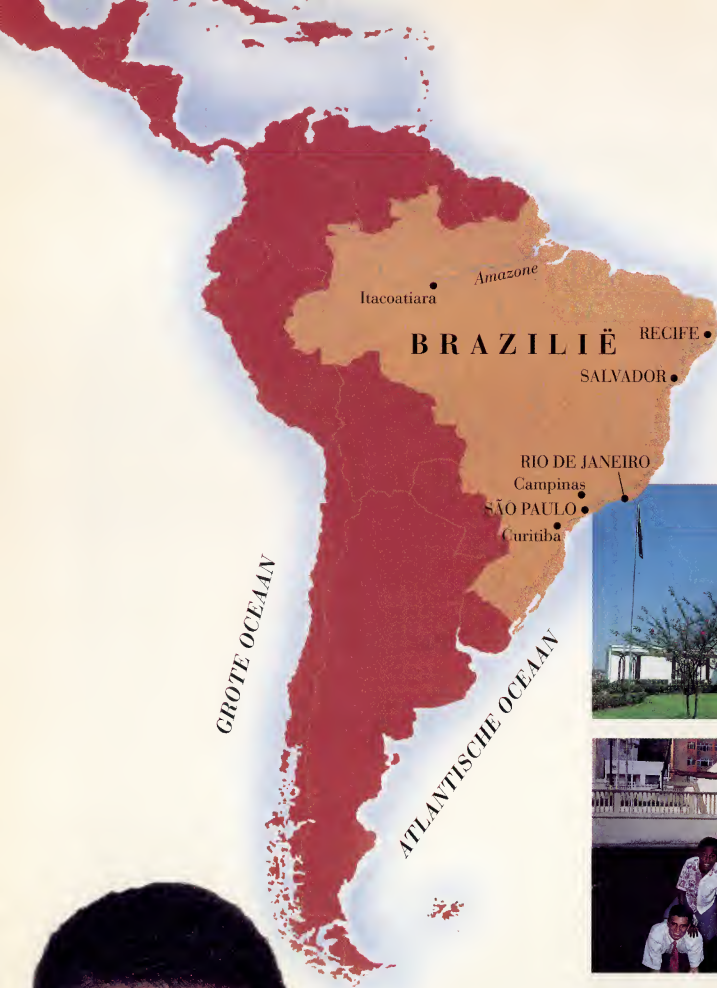 Amazone
Itacoatiara
BRAZILIË
RECIFE
SALVADOR
RIO DE JANEIRO
Campinas
SÃO PAULO
Curitiba
GROTE OCEAAN
ATLANTISCHE OCEAAN